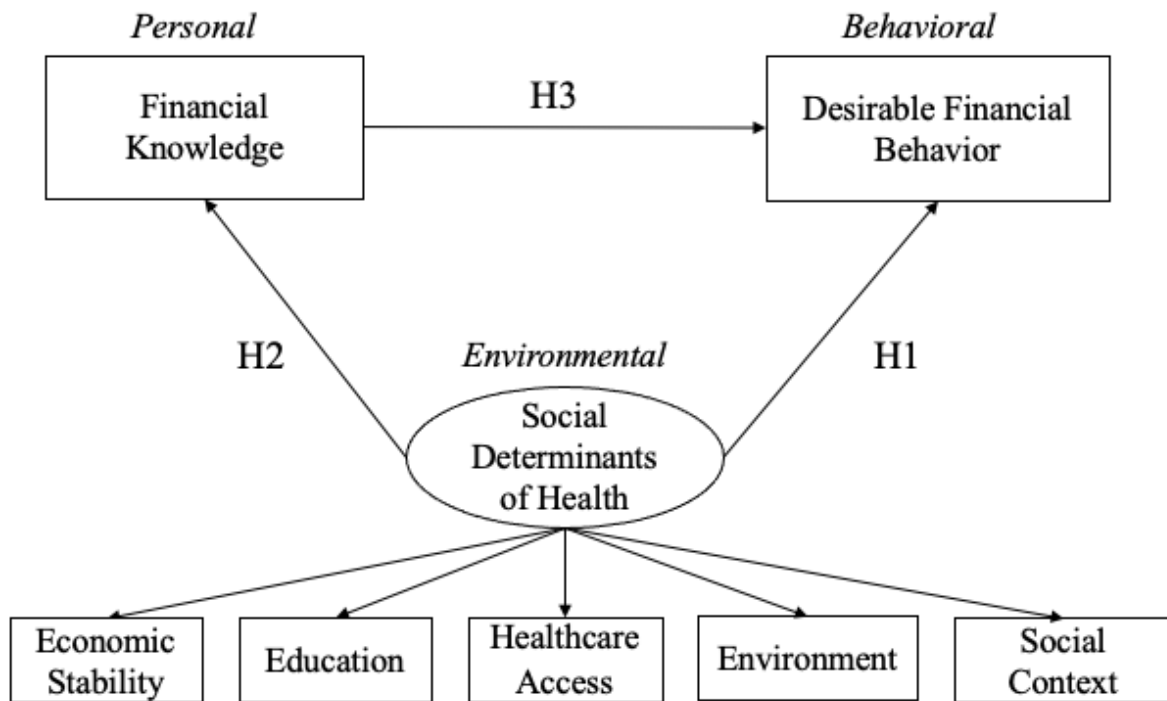 Personal
Behavioral
Financial
Knowledge
H3
Desirable Financial
Behavior
H2
Environmental
H1
Social
Determinants
of Health
Economic
Stability
Education
Healthcare
Access
Environment
Social
Context